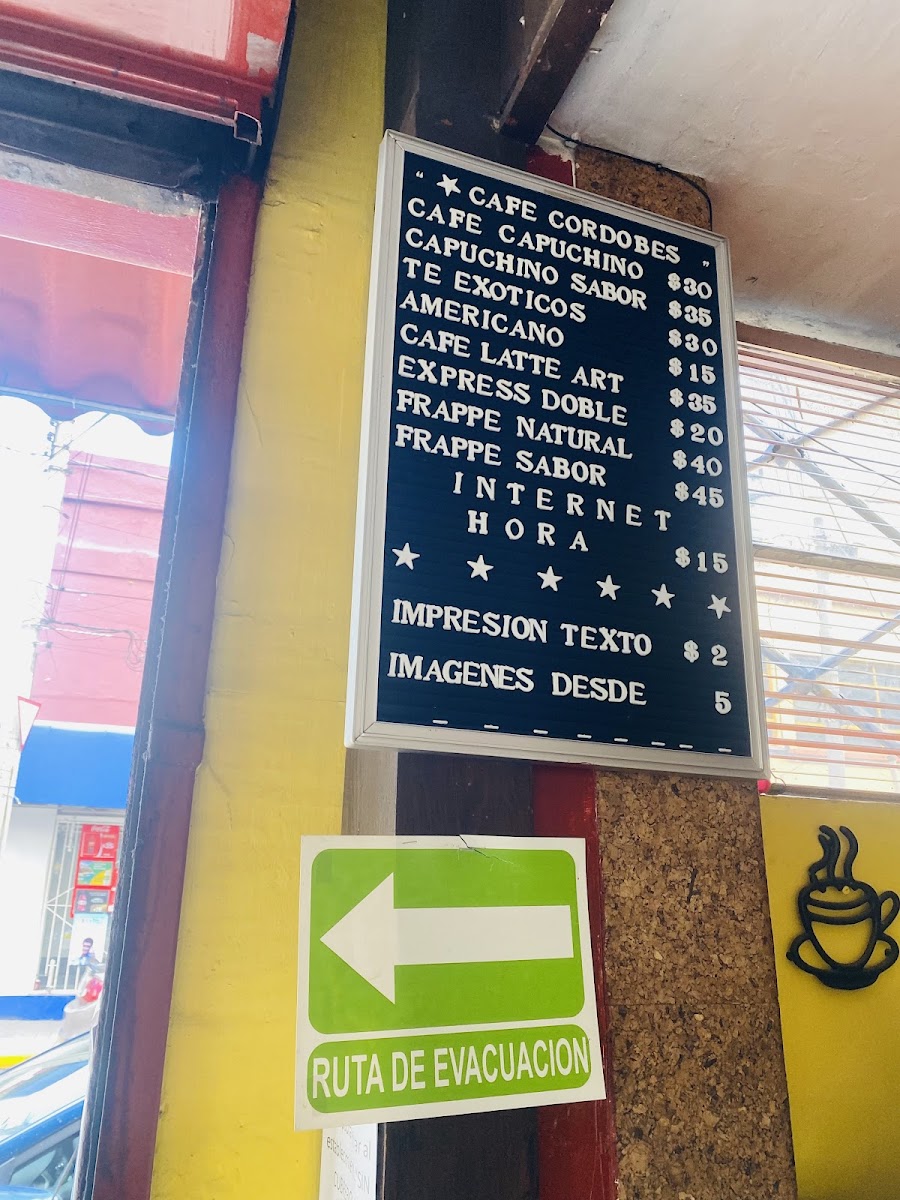 " ★ CAFE CORDOBES "
CAFE CAPUCHINO $30
CAPUCHINO SABOR $35
TE EXOTICOS $30
AMERICANO $15
CAFE LATTE ART $35
EXPRESS DOBLE $20
FRAPPE NATURAL $40
FRAPPE SABOR $45
INTERNET
HORA $15
IMPRESION TEXTO $ 2
IMAGENES DESDE 5
RUTA DE EVACUACION